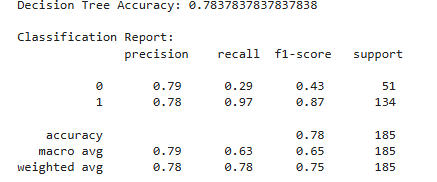 Decision Tree Accuracy: 0.7837837837837838
Classification Report:
precision recall f1-score support
0 0.79 0.29 0.43 51
1 0.78 0.97 0.87 134
accuracy 0.78 185
macro avg 0.79 0.63 0.65 185
weighted avg 0.78 0.78 0.75 185